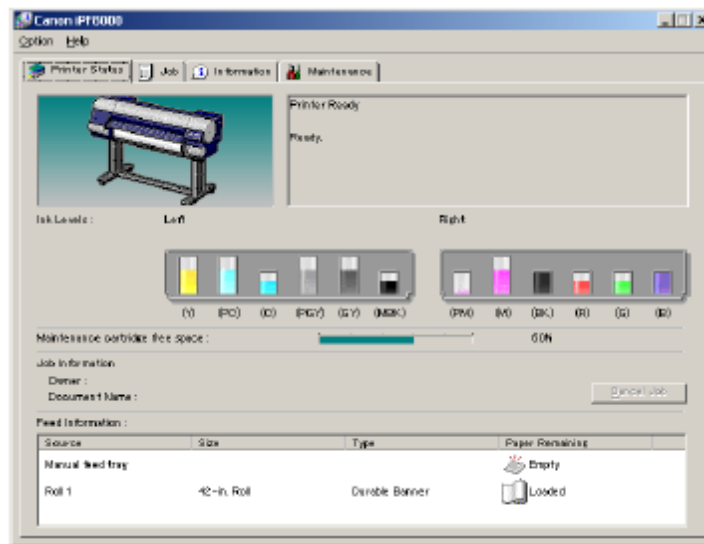 Canon iPF8000
Option Help
Printer Status Job Information Maintenance
Printer Ready
Ready.
Ink Levels : Left Right
(Y) (PC) (C) (PGY) (GY) (MBK) (PM) (M) (BK) (R) (G) (B)
Maintenance cartridge free space : 60%
Job Information
Owner :
Document Name :
Cancel Job
Feed Information :
Source Size Type Paper Remaining
Manual feed tray Empty
Roll 1 42-in. Roll Durable Banner Loaded